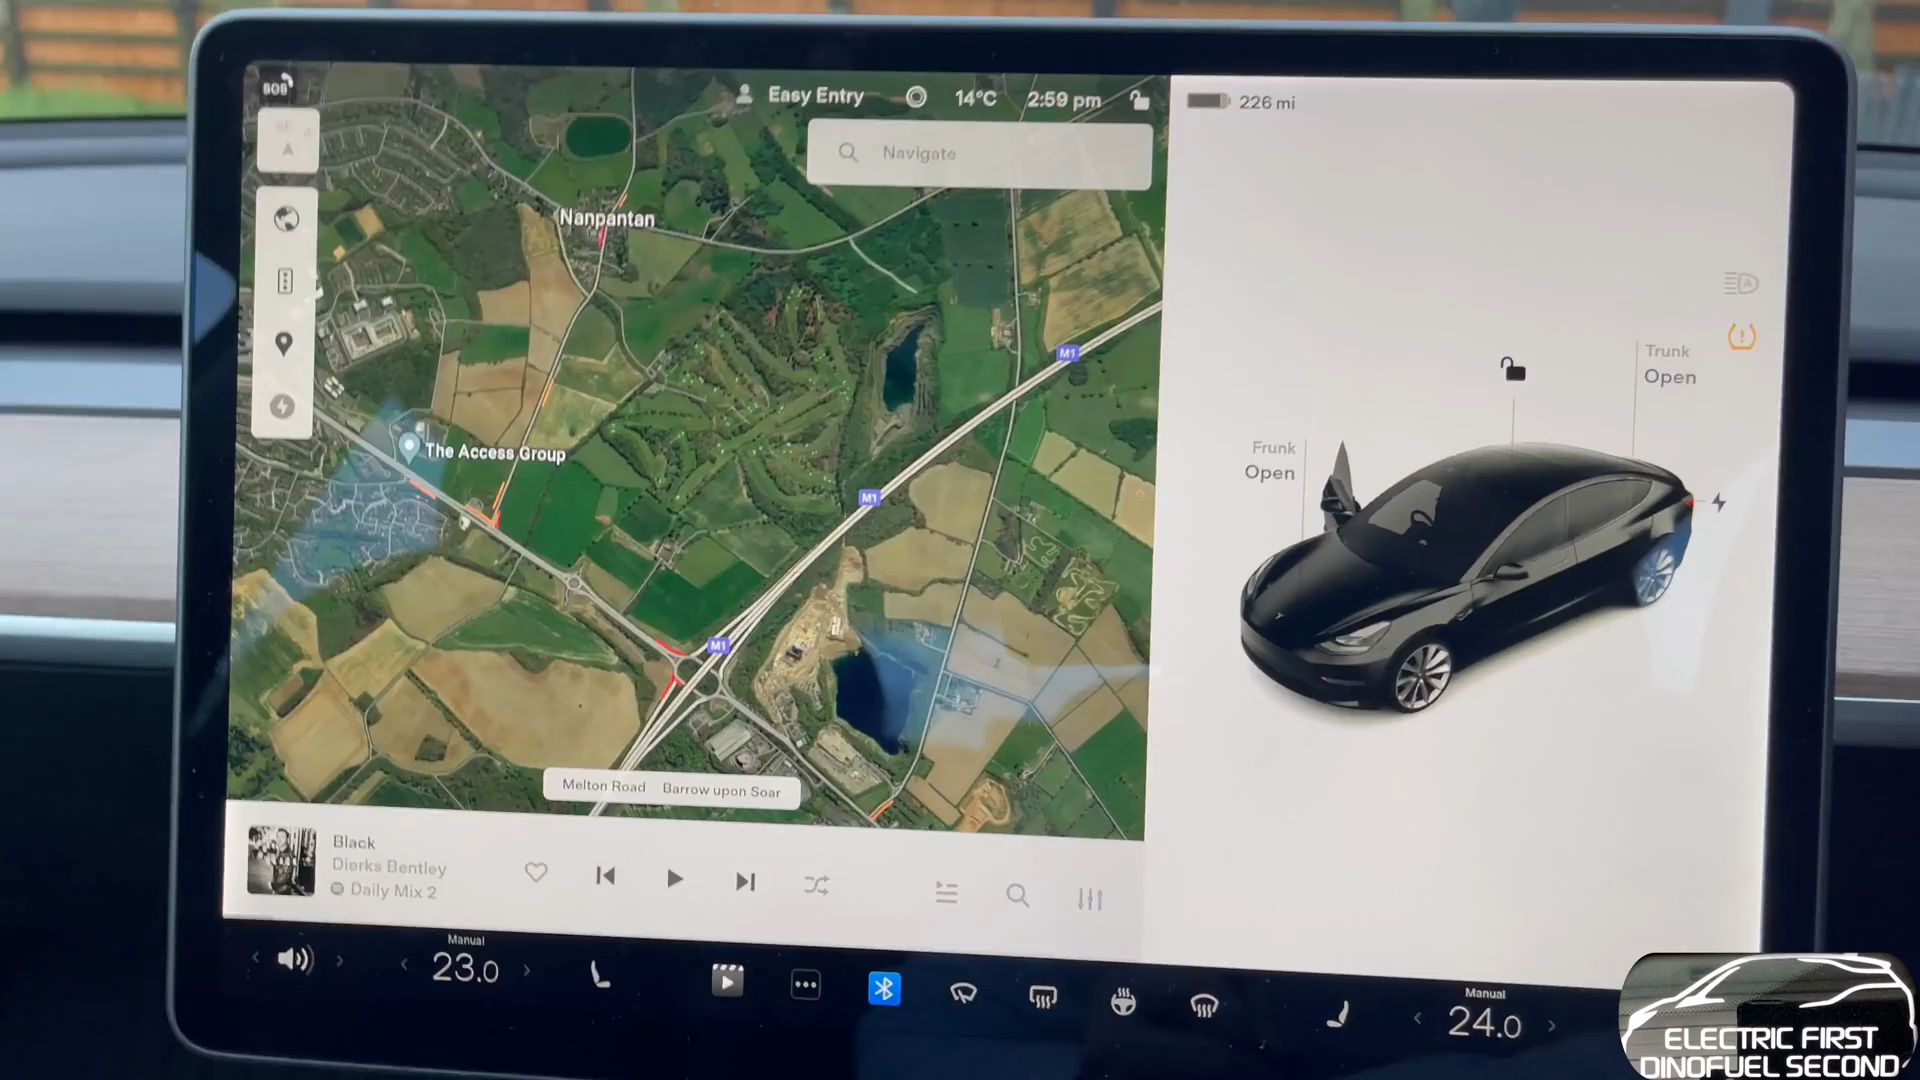 SOS
Easy Entry
14°C
2:59 pm
226 mi
Navigate
Nanpantan
M1
The Access Group
M1
M1
Melton Road Barrow upon Soar
Trunk
Open
Frunk
Open
Black
Dierks Bentley
Daily Mix 2
Manual
23.0
Manual
24.0
ELECTRIC FIRST
DINOFUEL SECOND